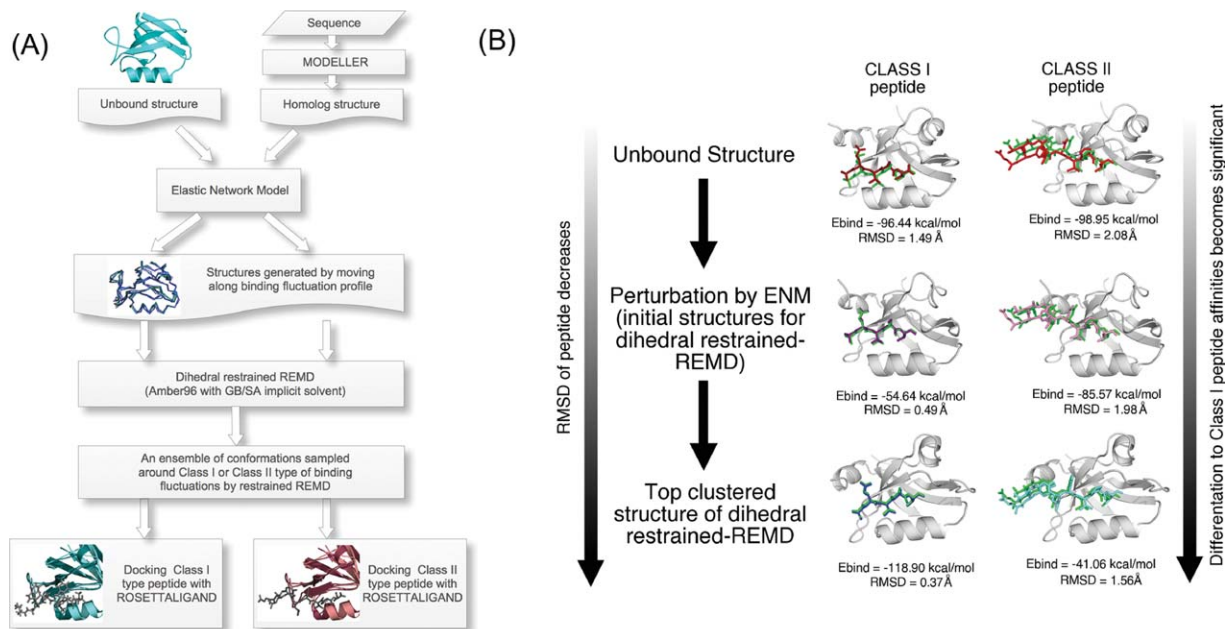 (A)
Sequence
MODELLER
Unbound structure
Homolog structure
Elastic Network Model
Structures generated by moving
along binding fluctuation profile
Dihedral restrained REMD
(Amber96 with GB/SA implicit solvent)
An ensemble of conformations sampled
around Class I or Class II type of binding
fluctuations by restrained REMD
Docking Class I
type peptide with
ROSETTALIGAND
Docking Class II
type peptide with
ROSETTALIGAND
(B)
CLASS I
peptide
CLASS II
peptide
RMSD of peptide decreases
Unbound Structure
Ebind = -96.44 kcal/mol
RMSD = 1.49 Å
Ebind = -98.95 kcal/mol
RMSD = 2.08 Å
Perturbation by ENM
(initial structures for
dihedral restrained-
REMD)
Ebind = -54.64 kcal/mol
RMSD = 0.49 Å
Ebind = -85.57 kcal/mol
RMSD = 1.98 Å
Top clustered
structure of dihedral
restrained-REMD
Ebind = -118.90 kcal/mol
RMSD = 0.37 Å
Ebind = -41.06 kcal/mol
RMSD = 1.56Å
Differentation to Class I peptide affinities becomes significant